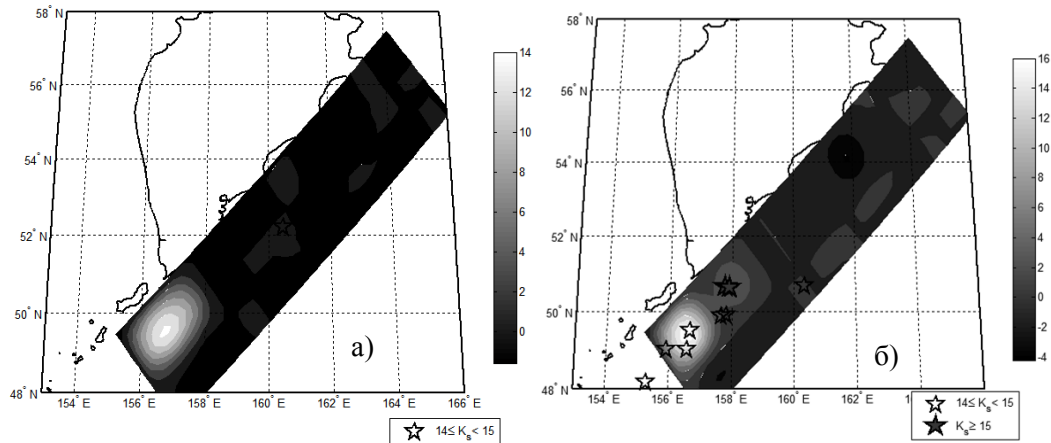 58° N
56° N
54° N
52° N
50° N
48° N
154° E
156° E
158° E
160° E
162° E
164° E
166° E
14
12
10
8
6
4
2
0
а)
14≤ Ks < 15
58° N
56° N
54° N
52° N
50° N
48° N
154° E
156° E
158° E
160° E
162° E
164° E
16
14
12
10
8
6
4
2
0
-2
-4
б)
14≤ Ks < 15
Ks ≥ 15